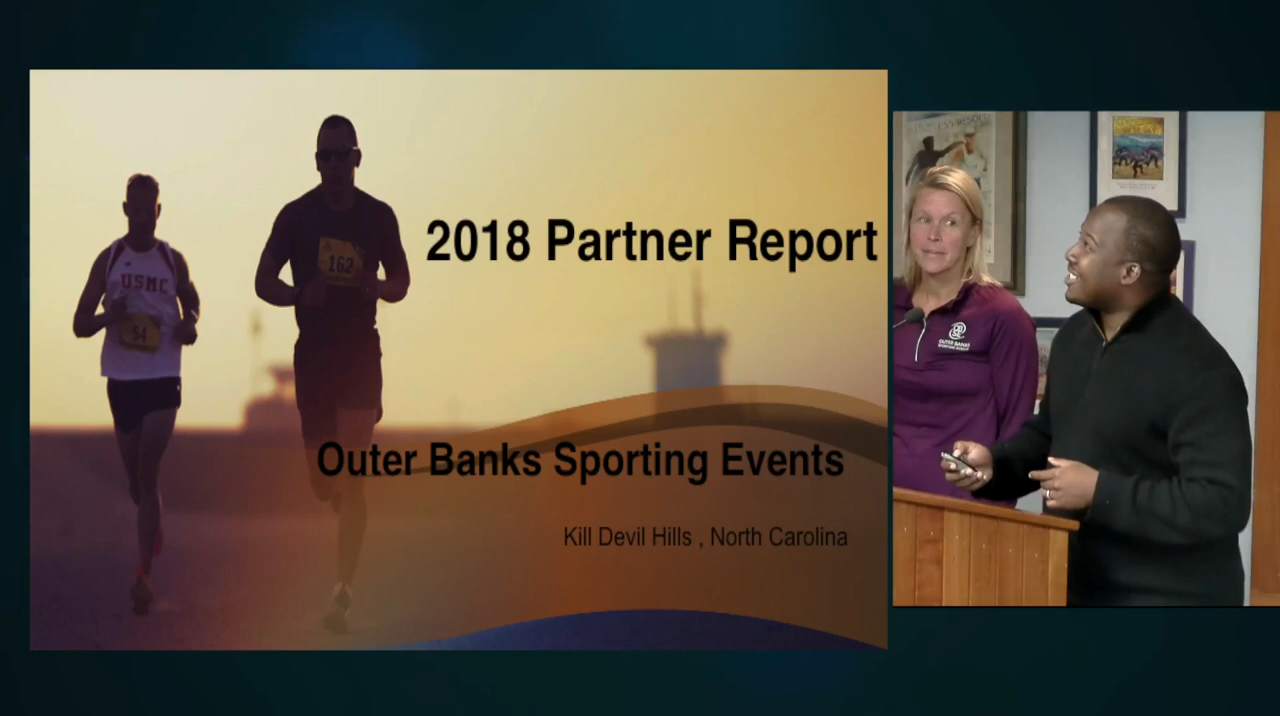 2018 Partner Report
USMC
162
54
Outer Banks Sporting Events
Kill Devil Hills , North Carolina
OUTER BANKS
SPORTING EVENTS